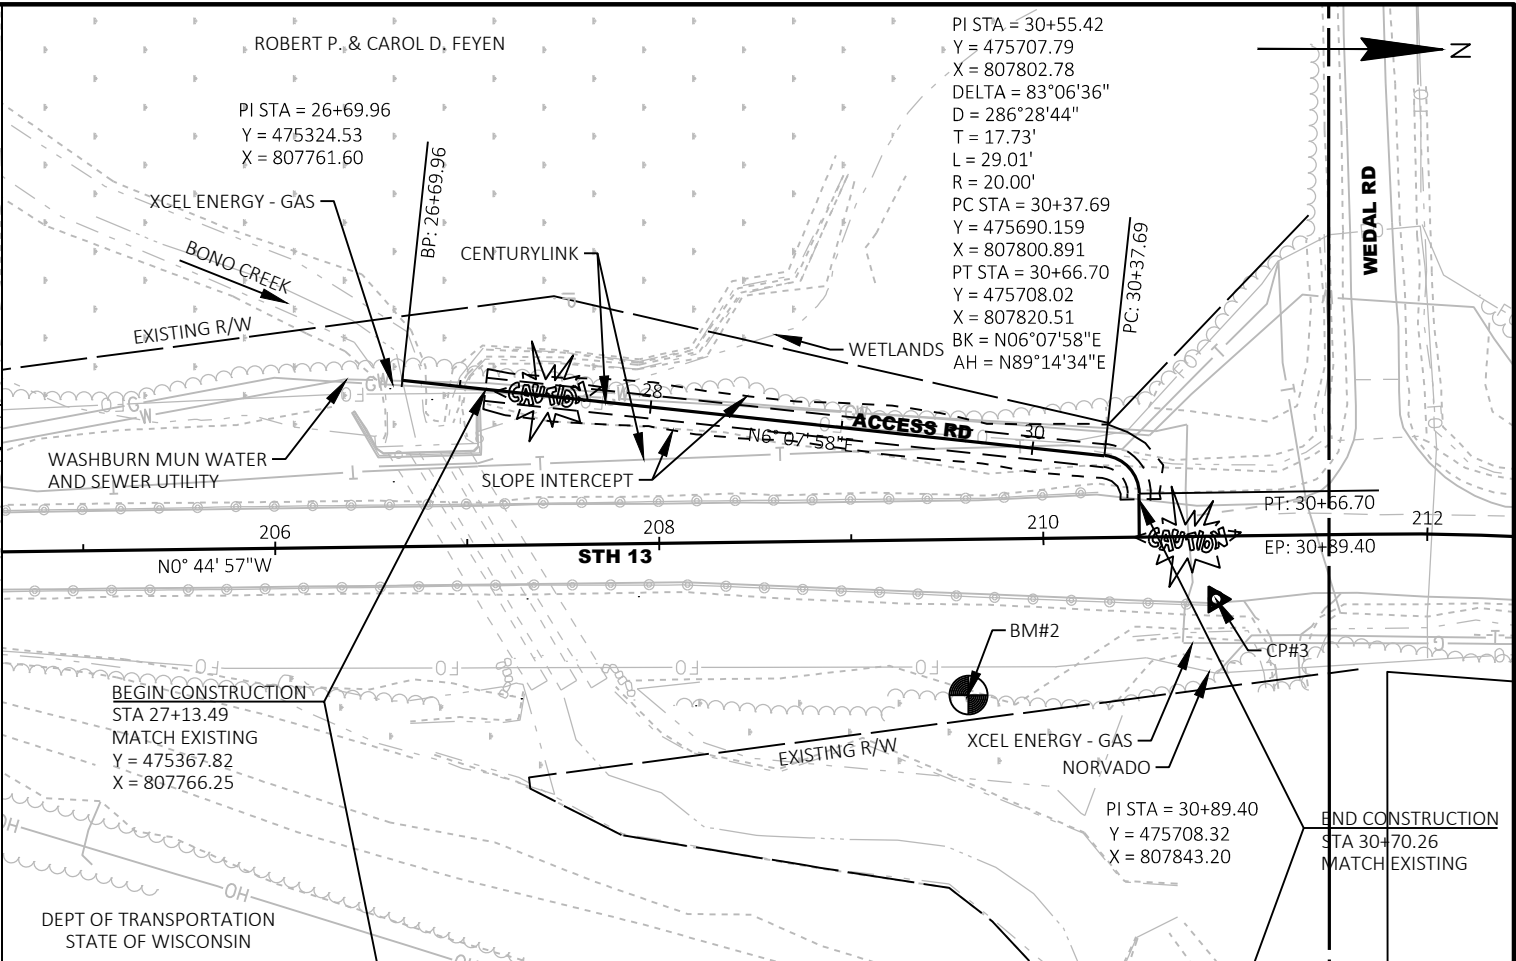 ROBERT P. & CAROL D. FEYEN
PI STA = 26+69.96
Y = 475324.53
X = 807761.60
XCEL ENERGY - GAS
BONO CREEK
EXISTING R/W
BP: 26+69.96
CENTURYLINK
PI STA = 30+55.42
Y = 475707.79
X = 807802.78
DELTA = 83°06'36"
D = 286°28'44"
T = 17.73'
L = 29.01'
R = 20.00'
PC STA = 30+37.69
Y = 475690.159
X = 807800.891
PT STA = 30+66.70
Y = 475708.02
X = 807820.51
BK = N06°07'58"E
AH = N89°14'34"E
N
WEDAL RD
PC: 30+37.69
WETLANDS
CAUTION
28
ACCESS RD
30
N6° 07' 58"E
WASHBURN MUN WATER
AND SEWER UTILITY
SLOPE INTERCEPT
PT: 30+66.70
206
208
210
212
CAUTION
EP: 30+89.40
N0° 44' 57"W
STH 13
BM#2
CP#3
FO
FO
FO
FO
BEGIN CONSTRUCTION
STA 27+13.49
MATCH EXISTING
Y = 475367.82
X = 807766.25
EXISTING R/W
XCEL ENERGY - GAS
NORVADO
PI STA = 30+89.40
Y = 475708.32
X = 807843.20
END CONSTRUCTION
STA 30+70.26
MATCH EXISTING
OH
OH
OH
DEPT OF TRANSPORTATION
STATE OF WISCONSIN